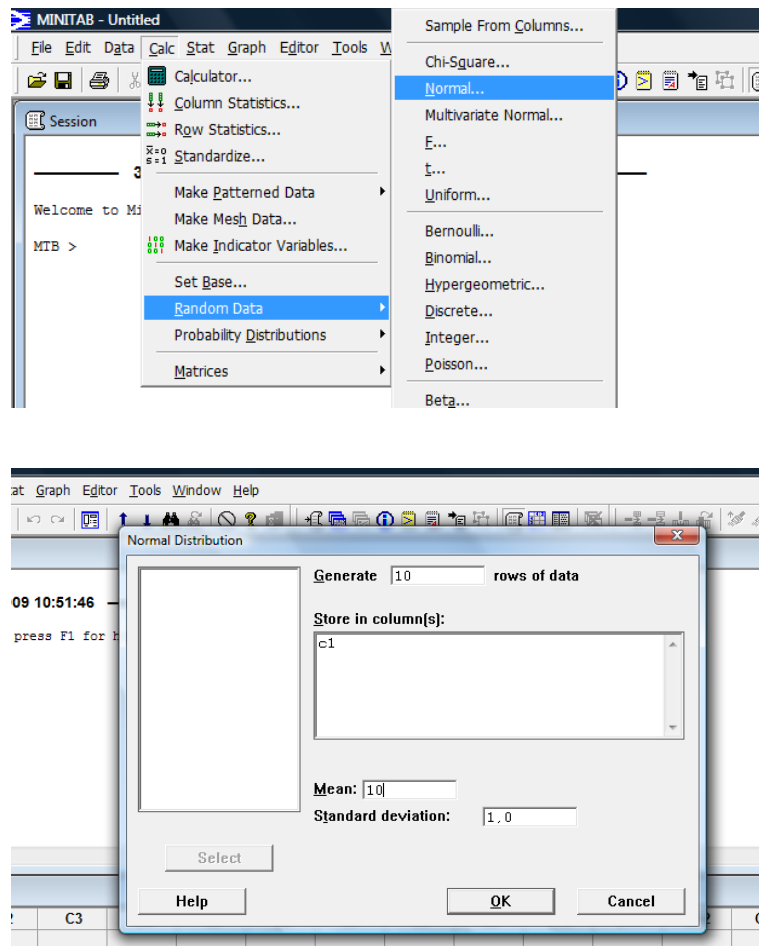 MINITAB - Untitled
File Edit Data Calc Stat Graph Editor Tools W
Calculator...
Column Statistics...
Row Statistics...
Standardize...
Make Patterned Data
Make Mesh Data...
Make Indicator Variables...
Set Base...
Random Data
Probability Distributions
Matrices
Sample From Columns...
Chi-Square...
Normal...
Multivariate Normal...
F...
t...
Uniform...
Bernoulli...
Binomial...
Hypergeometric...
Discrete...
Integer...
Poisson...
Beta...
Session
3
Welcome to Mi
MTB >
tat Graph Editor Tools Window Help
Normal Distribution
09 10:51:46
press F1 for h
Generate 10 rows of data
Store in column(s):
c1
Mean: 10
Standard deviation: 1,0
Select
Help OK Cancel
C3